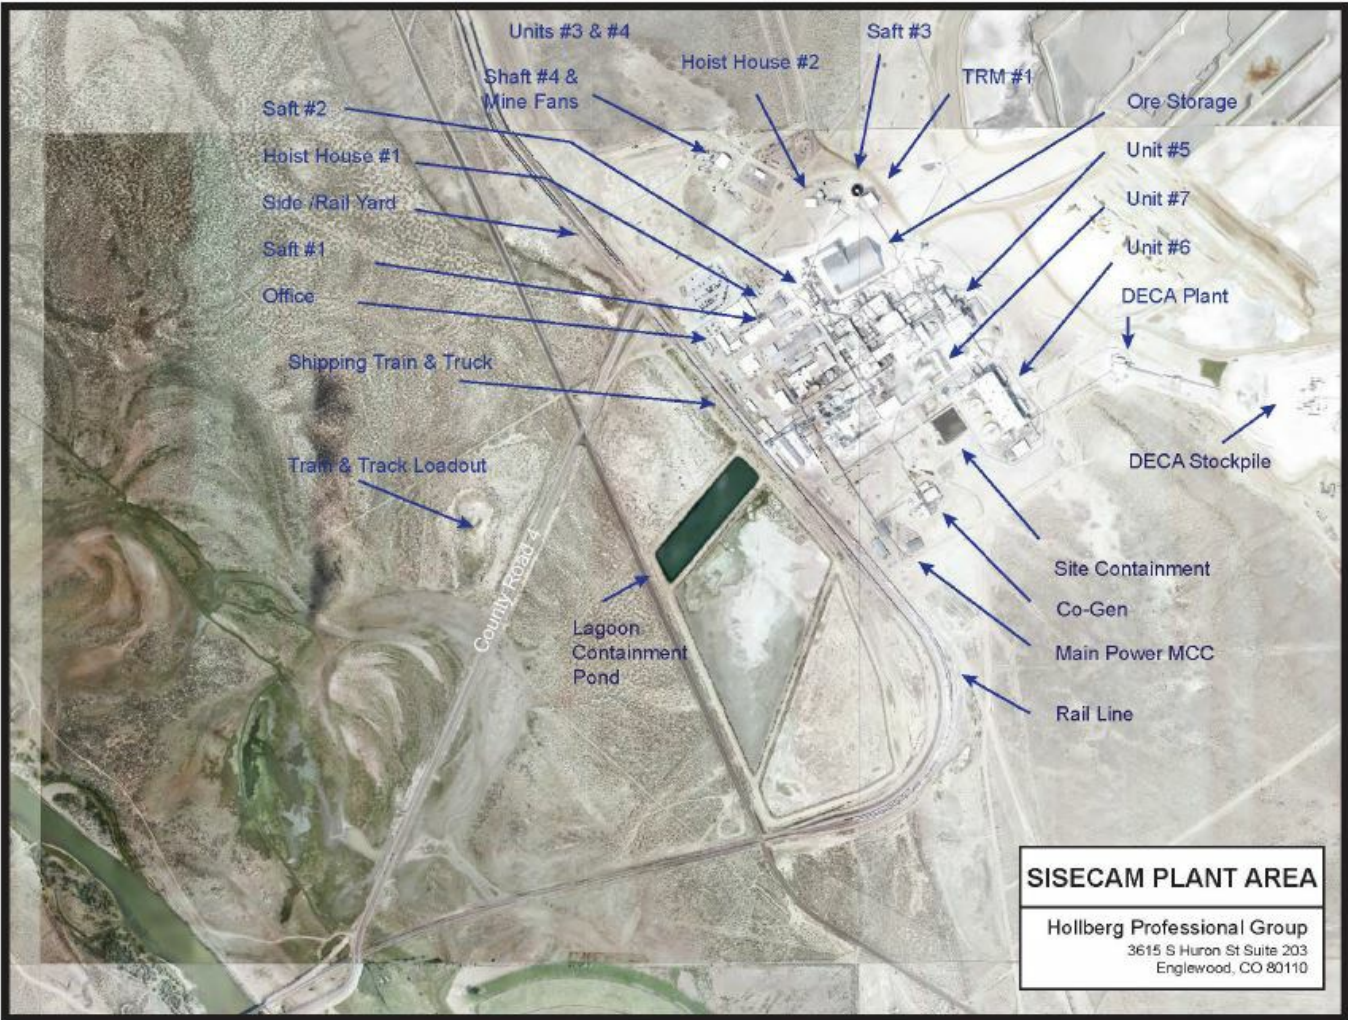 Units #3 & #4
Saft #3
Hoist House #2
Shaft #4 &
Mine Fans
TRM #1
Saft #2
Ore Storage
Hoist House #1
Unit #5
Side /Rail Yard
Unit #7
Saft #1
Unit #6
Office
DECA Plant
Shipping Train & Truck
Train & Track Loadout
DECA Stockpile
County Road 4
Site Containment
Co-Gen
Lagoon
Containment
Pond
Main Power MCC
Rail Line
SISECAM PLANT AREA
Hollberg Professional Group
3615 S Huron St Suite 203
Englewood, CO 80110